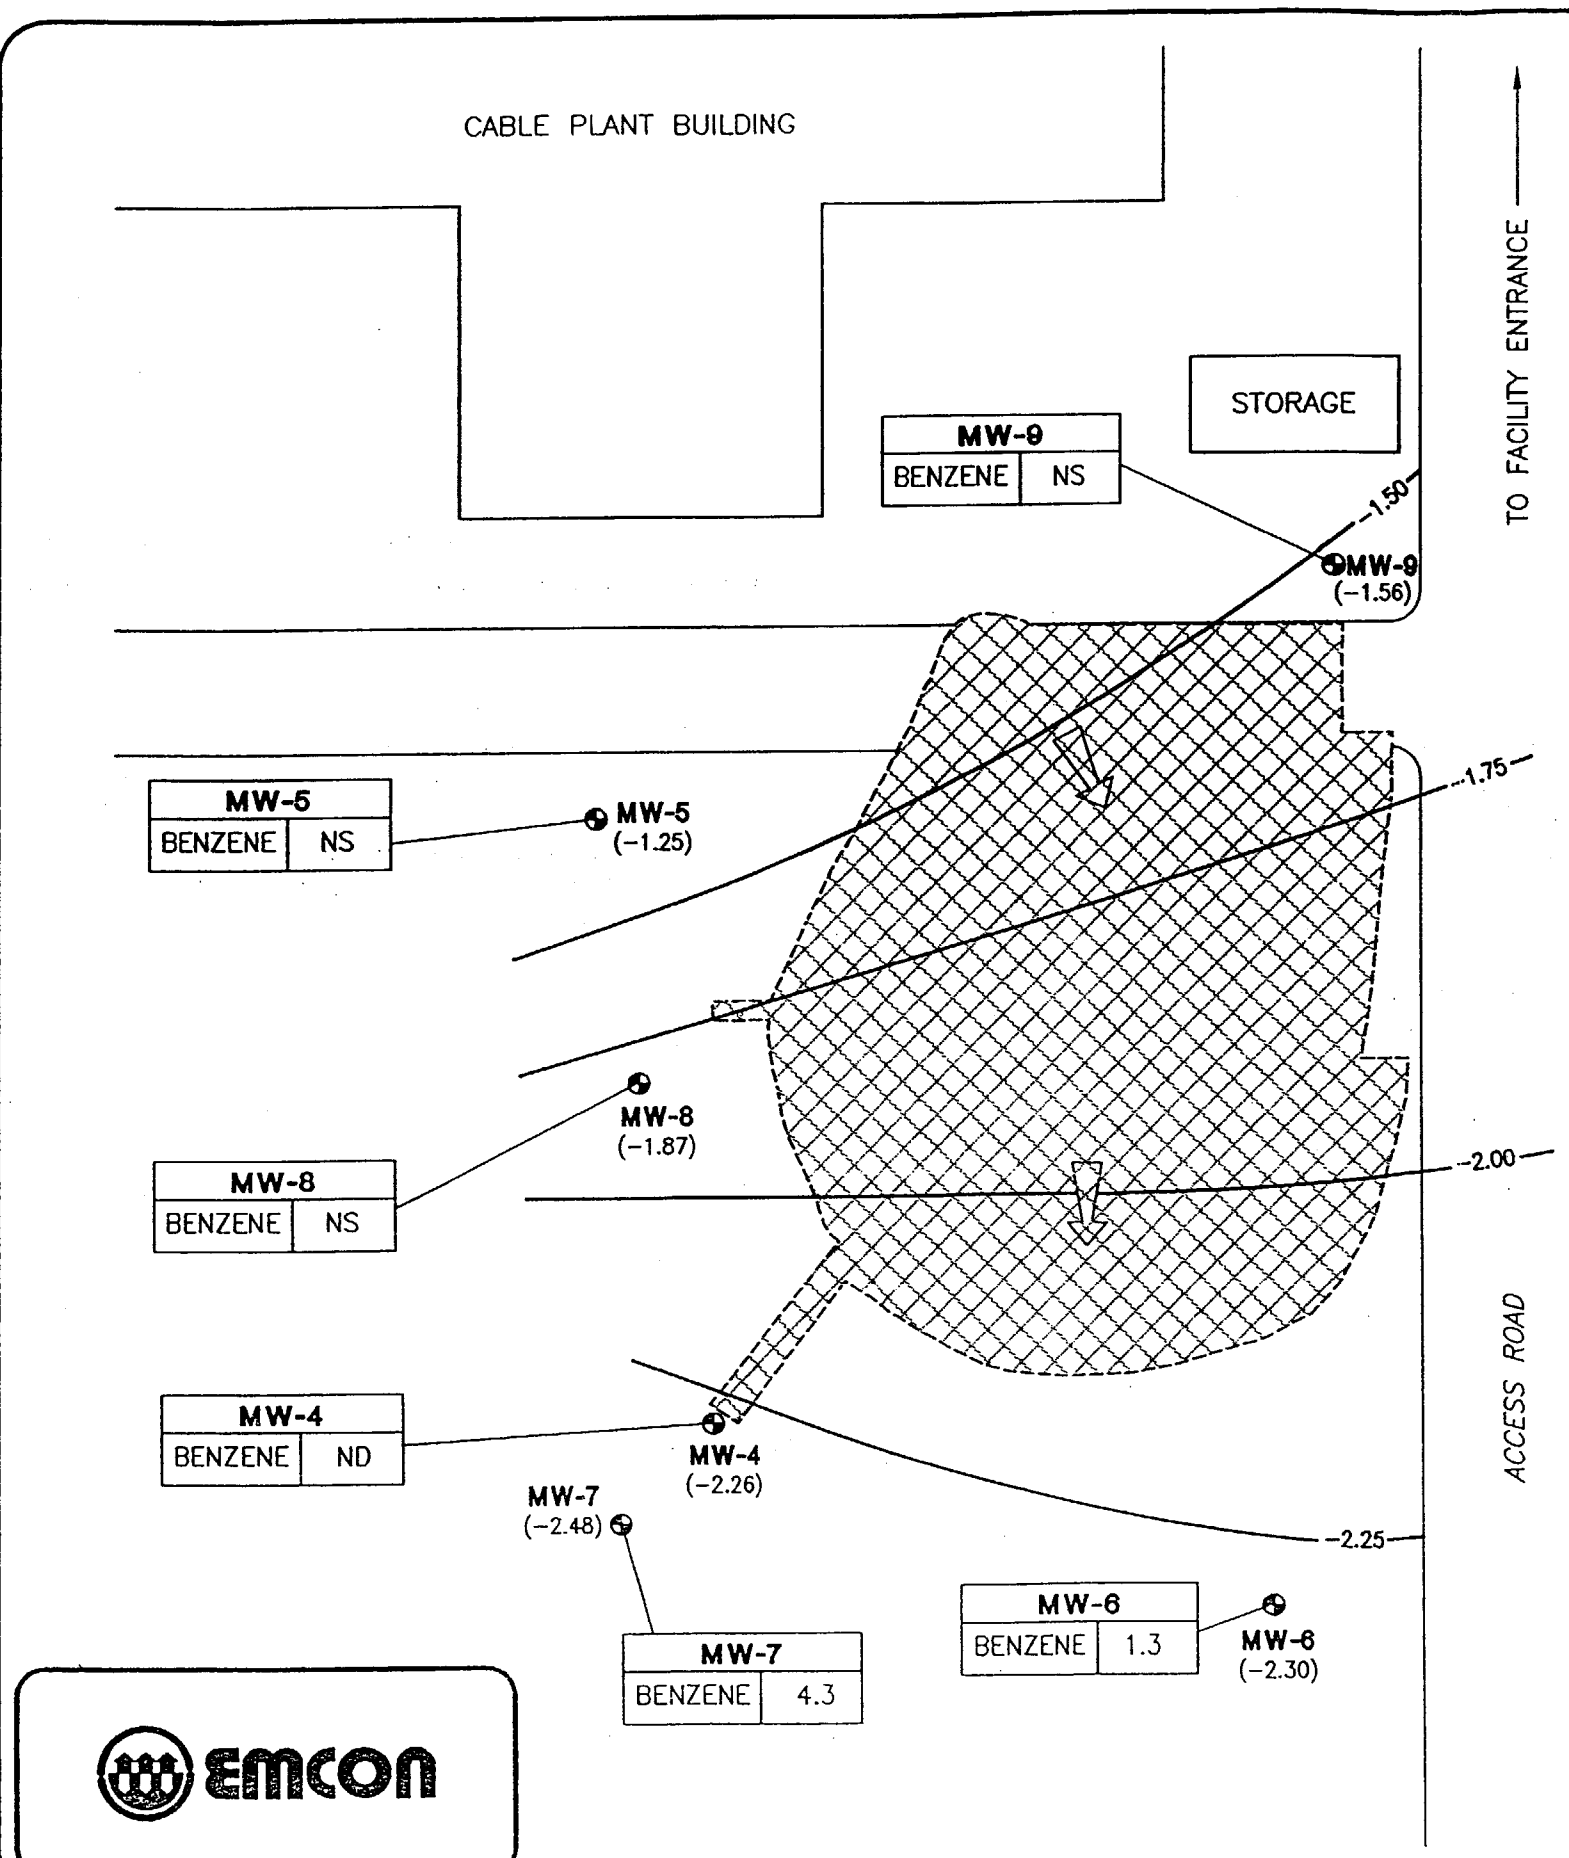 CABLE PLANT BUILDING
TO FACILITY ENTRANCE
STORAGE
MW-9
BENZENE NS
-1.50
MW-9
(-1.56)
-1.75
MW-5
BENZENE NS
MW-5
(-1.25)
MW-8
(-1.87)
MW-8
BENZENE NS
-2.00
ACCESS ROAD
MW-4
BENZENE ND
MW-4
(-2.26)
MW-7
(-2.48)
-2.25
MW-6
BENZENE 1.3
MW-6
(-2.30)
MW-7
BENZENE 4.3
EMCON